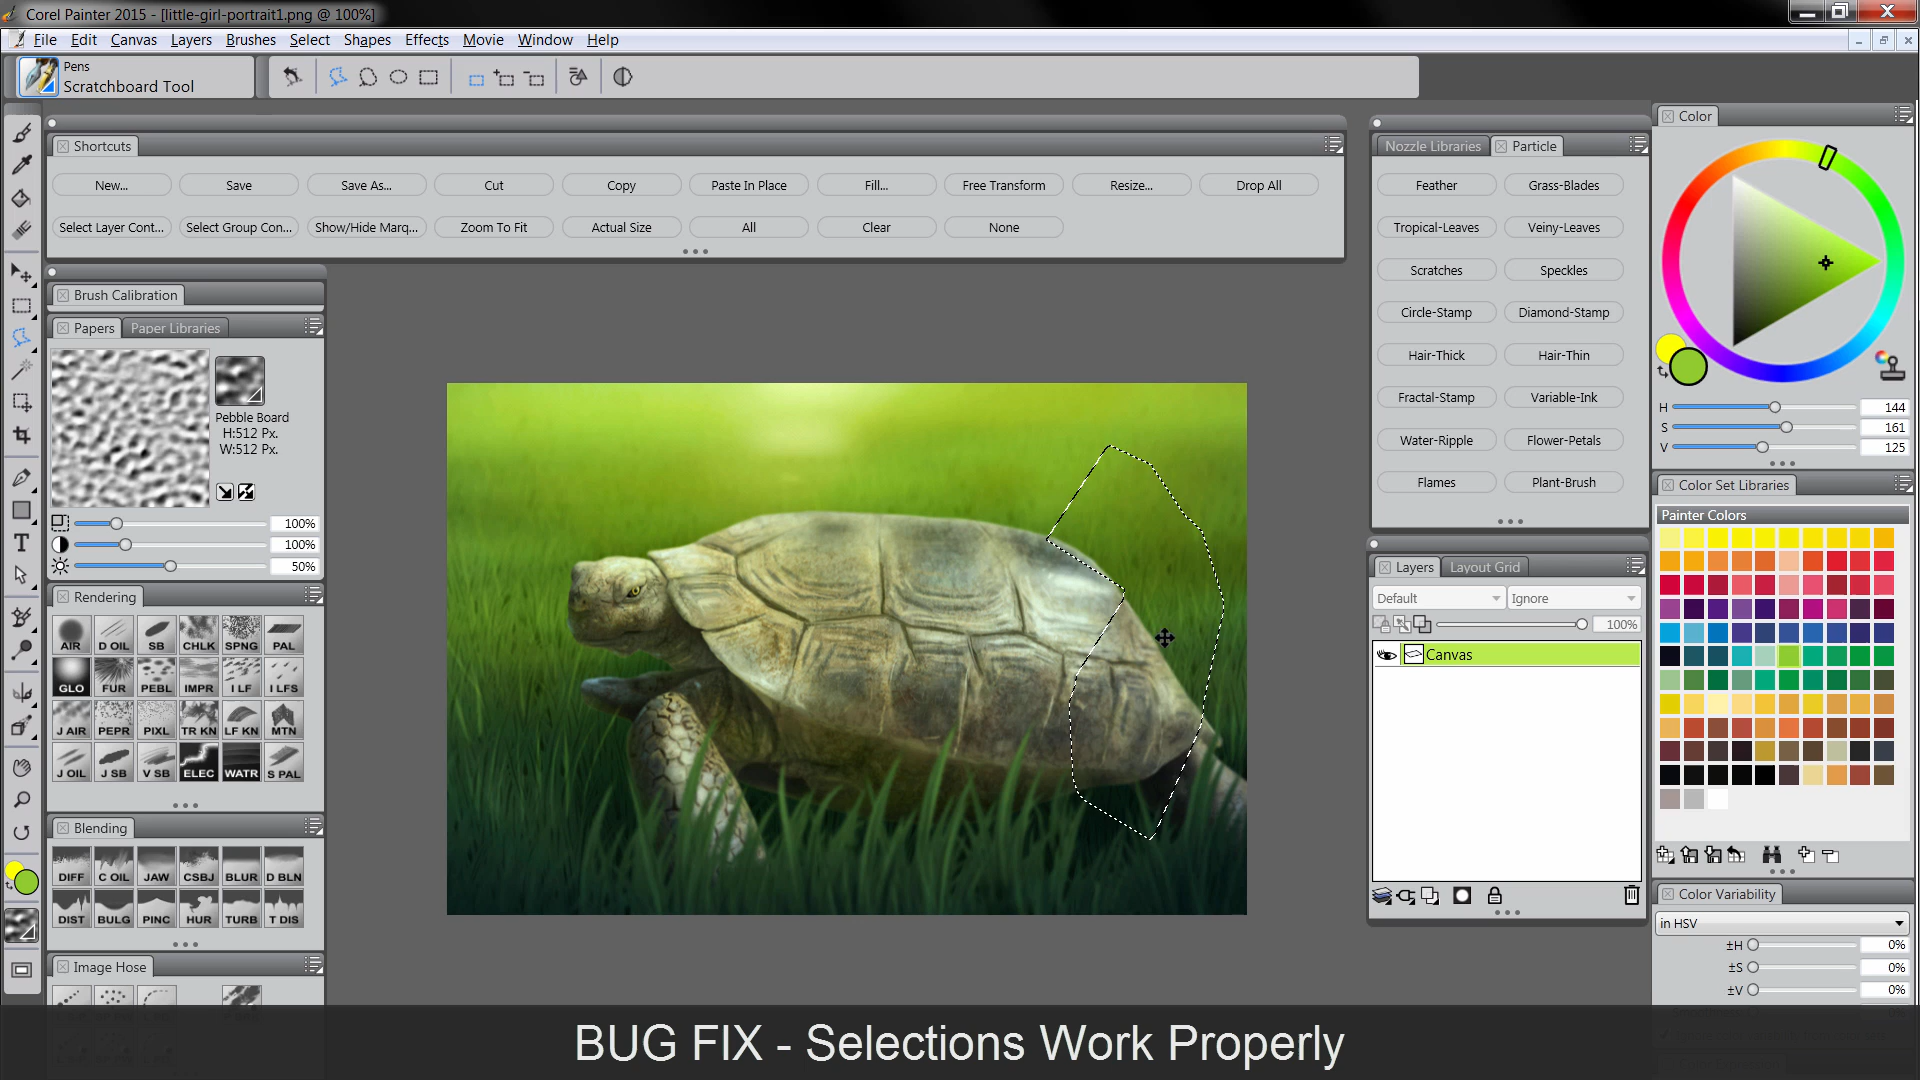 Corel Painter 2015 - [little-girl-portrait1.png @ 100%]
File Edit Canvas Layers Brushes Select Shapes Effects Movie Window Help
Pens
Scratchboard Tool
Shortcuts
New... Save Save As... Cut Copy Paste In Place Fill... Free Transform Resize... Drop All
Select Layer Cont... Select Group Con... Show/Hide Marq... Zoom To Fit Actual Size All Clear None
Brush Calibration
Papers Paper Libraries
Pebble Board
H:512 Px.
W:512 Px.
100%
100%
50%
Rendering
AIR D OIL SB CHLK SPNG PAL
GLO FUR PEBL IMPR I LF I LFS
J AIR PEPR PIXL TR KN LF KN MTN
J OIL J SB V SB ELEC WATR S PAL
Blending
DIFF C OIL JAW CSBJ BLUR D BLN
DIST BULG PINC HUR TURB T DIS
Image Hose
Nozzle Libraries Particle
Feather Grass-Blades
Tropical-Leaves Veiny-Leaves
Scratches Speckles
Circle-Stamp Diamond-Stamp
Hair-Thick Hair-Thin
Fractal-Stamp Variable-Ink
Water-Ripple Flower-Petals
Flames Plant-Brush
Layers Layout Grid
Default Ignore
100%
Canvas
Color
H 144
S 161
V 125
Color Set Libraries
Painter Colors
Color Variability
in HSV
±H 0%
±S 0%
±V 0%
BUG FIX - Selections Work Properly